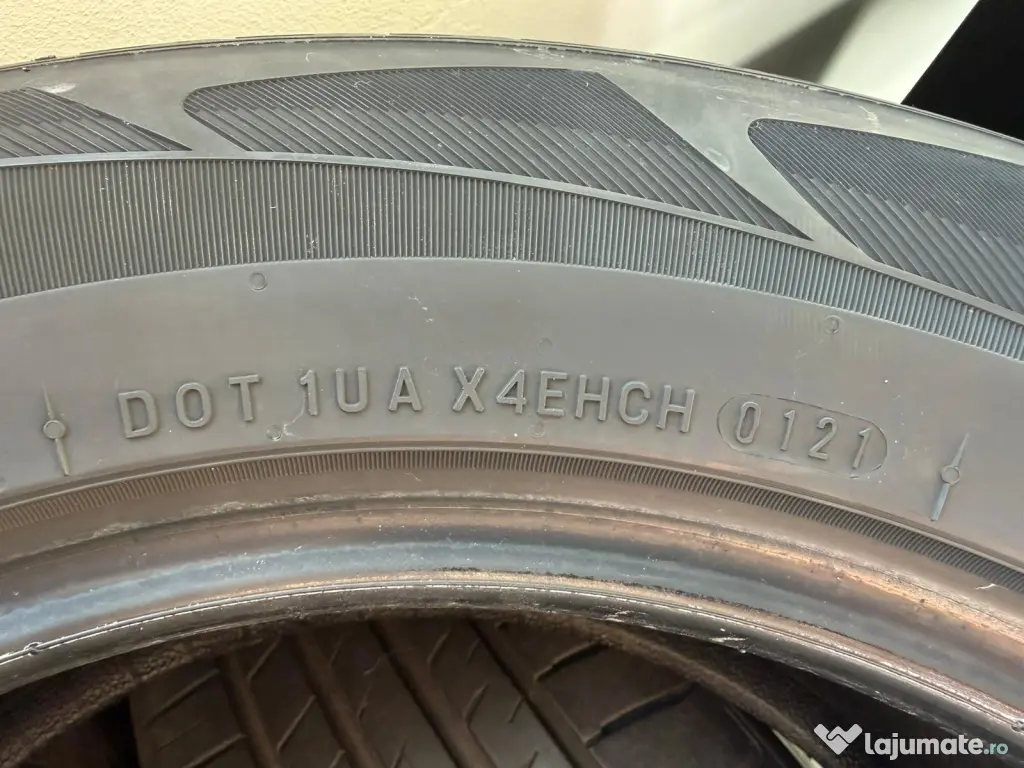 DOT 1UA X4EHCH 0121
lajumate.ro